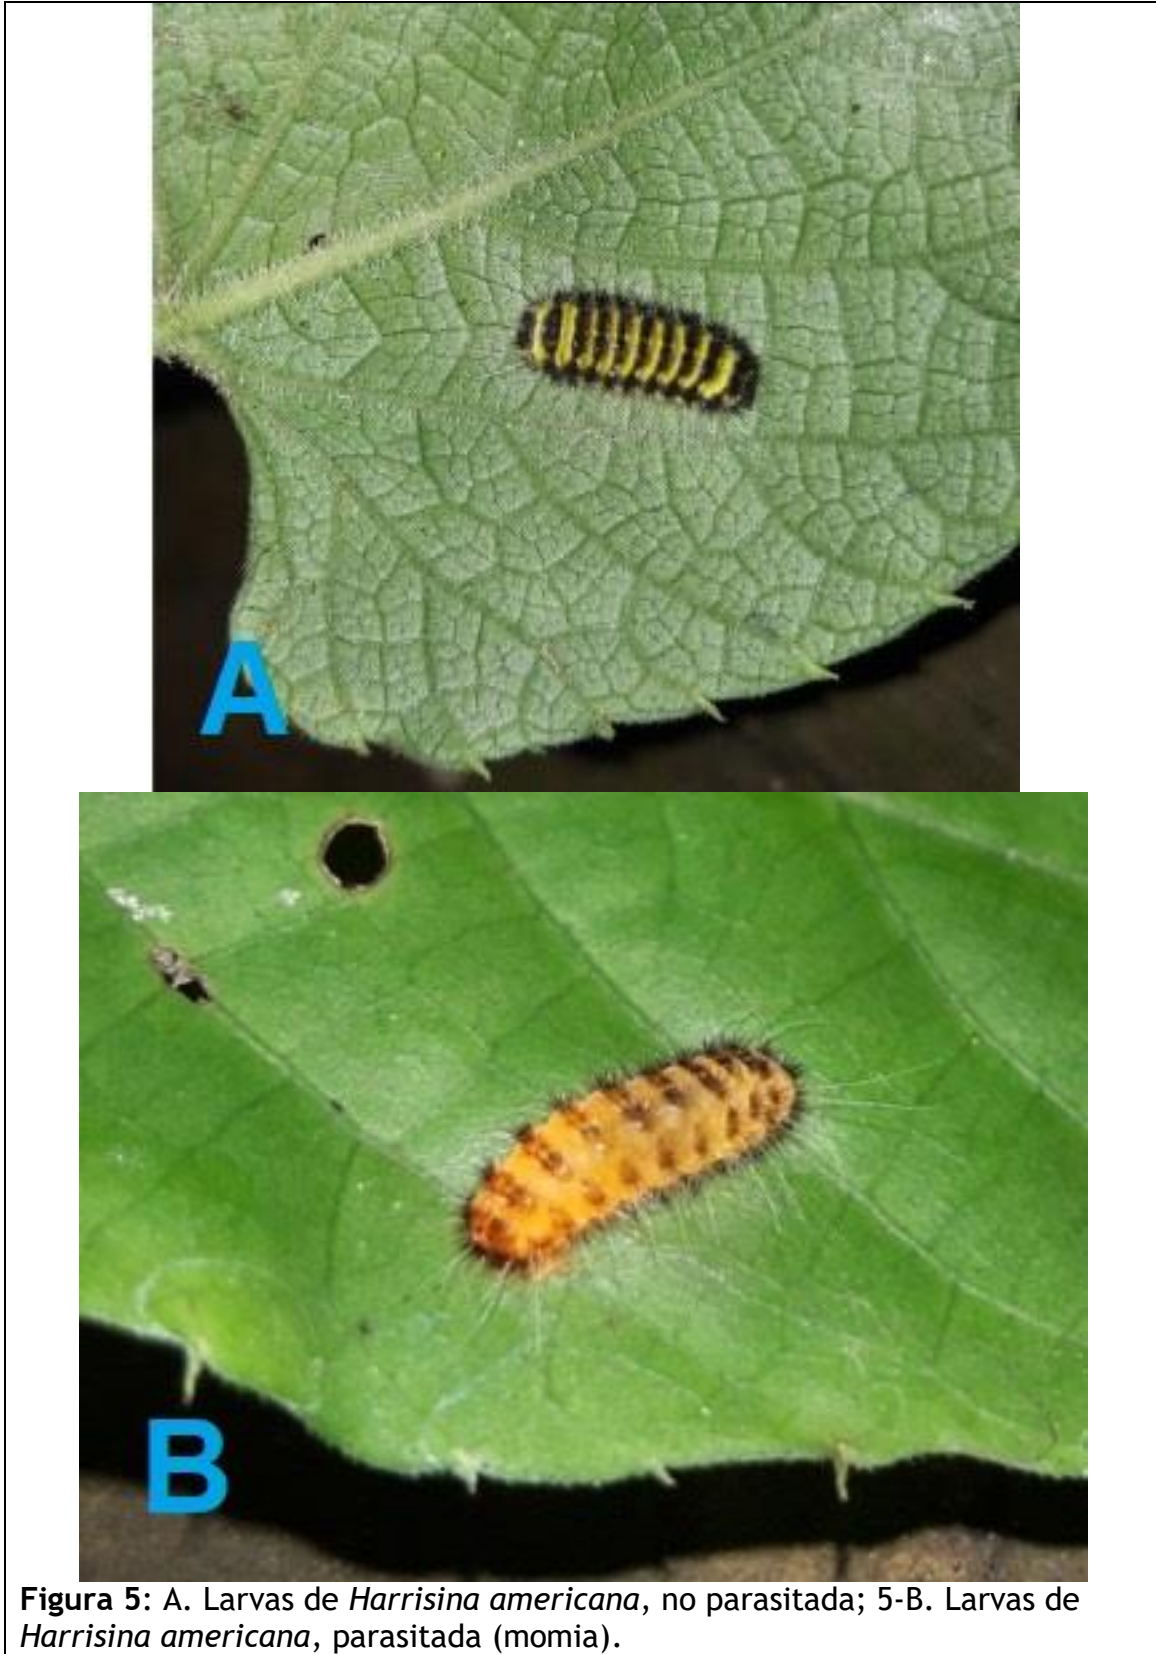 A
B
Figura 5: A. Larvas de Harrisina americana, no parasitada; 5-B. Larvas de
Harrisina americana, parasitada (momia).